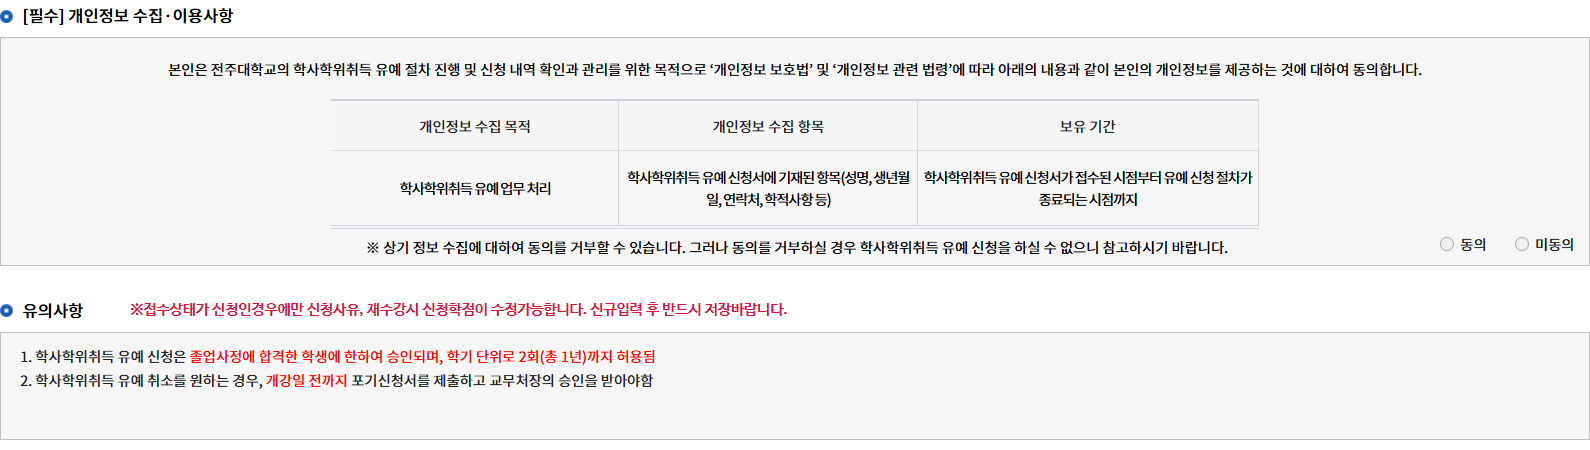 [필수] 개인정보 수집·이용사항
본인은 전주대학교의 학사학위취득 유예 절차 진행 및 신청 내역 확인과 관리를 위한 목적으로 ‘개인정보 보호법’ 및 ‘개인정보 관련 법령’에 따라 아래의 내용과 같이 본인의 개인정보를 제공하는 것에 대하여 동의합니다.
개인정보 수집 목적
개인정보 수집 항목
보유 기간
학사학위취득 유예 업무 처리
학사학위취득 유예 신청서에 기재된 항목(성명, 생년월
일, 연락처, 학적사항 등)
학사학위취득 유예 신청서가 접수된 시점부터 유예 신청 절차가
종료되는 시점까지
※ 상기 정보 수집에 대하여 동의를 거부할 수 있습니다. 그러나 동의를 거부하실 경우 학사학위취득 유예 신청을 하실 수 없으니 참고하시기 바랍니다.
동의
미동의
유의사항
※접수상태가 신청인경우에만 신청사유, 재수강시 신청학점이 수정가능합니다. 신규입력 후 반드시 저장바랍니다.
1. 학사학위취득 유예 신청은 졸업사정에 합격한 학생에 한하여 승인되며, 학기 단위로 2회(총 1년)까지 허용됨
2. 학사학위취득 유예 취소를 원하는 경우, 개강일 전까지 포기신청서를 제출하고 교무처장의 승인을 받아야함